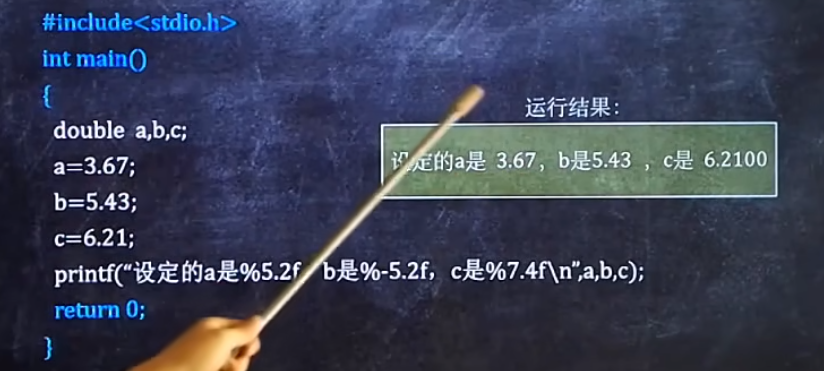 #include<stdio.h>
int main()
{
double a,b,c;
a=3.67;
b=5.43;
c=6.21;
printf(“设定的a是%5.2f，b是%-5.2f，c是%7.4f\n”,a,b,c);
return 0;
}
运行结果：
设定的a是 3.67，b是5.43 ，c是 6.2100